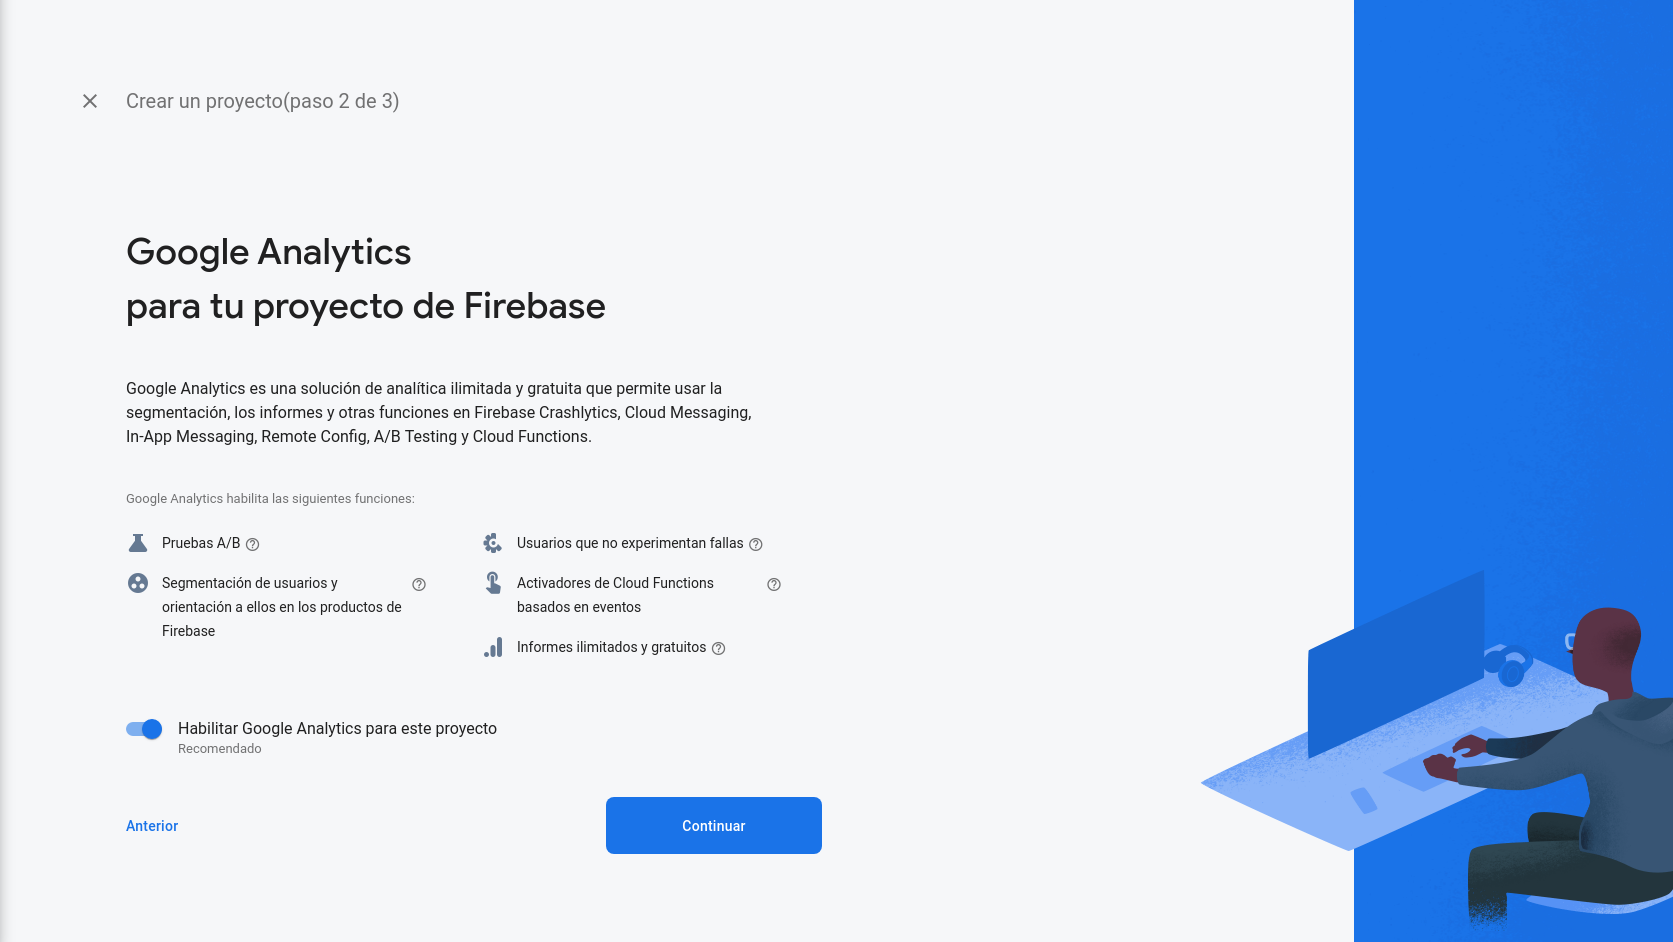 Crear un proyecto(paso 2 de 3)
Google Analytics
para tu proyecto de Firebase
Google Analytics es una solución de analítica ilimitada y gratuita que permite usar la
segmentación, los informes y otras funciones en Firebase Crashlytics, Cloud Messaging,
In-App Messaging, Remote Config, A/B Testing y Cloud Functions.
Google Analytics habilita las siguientes funciones:
Pruebas A/B
Segmentación de usuarios y
orientación a ellos en los productos de
Firebase
Usuarios que no experimentan fallas
Activadores de Cloud Functions
basados en eventos
Informes ilimitados y gratuitos
Habilitar Google Analytics para este proyecto
Recomendado
Anterior
Continuar